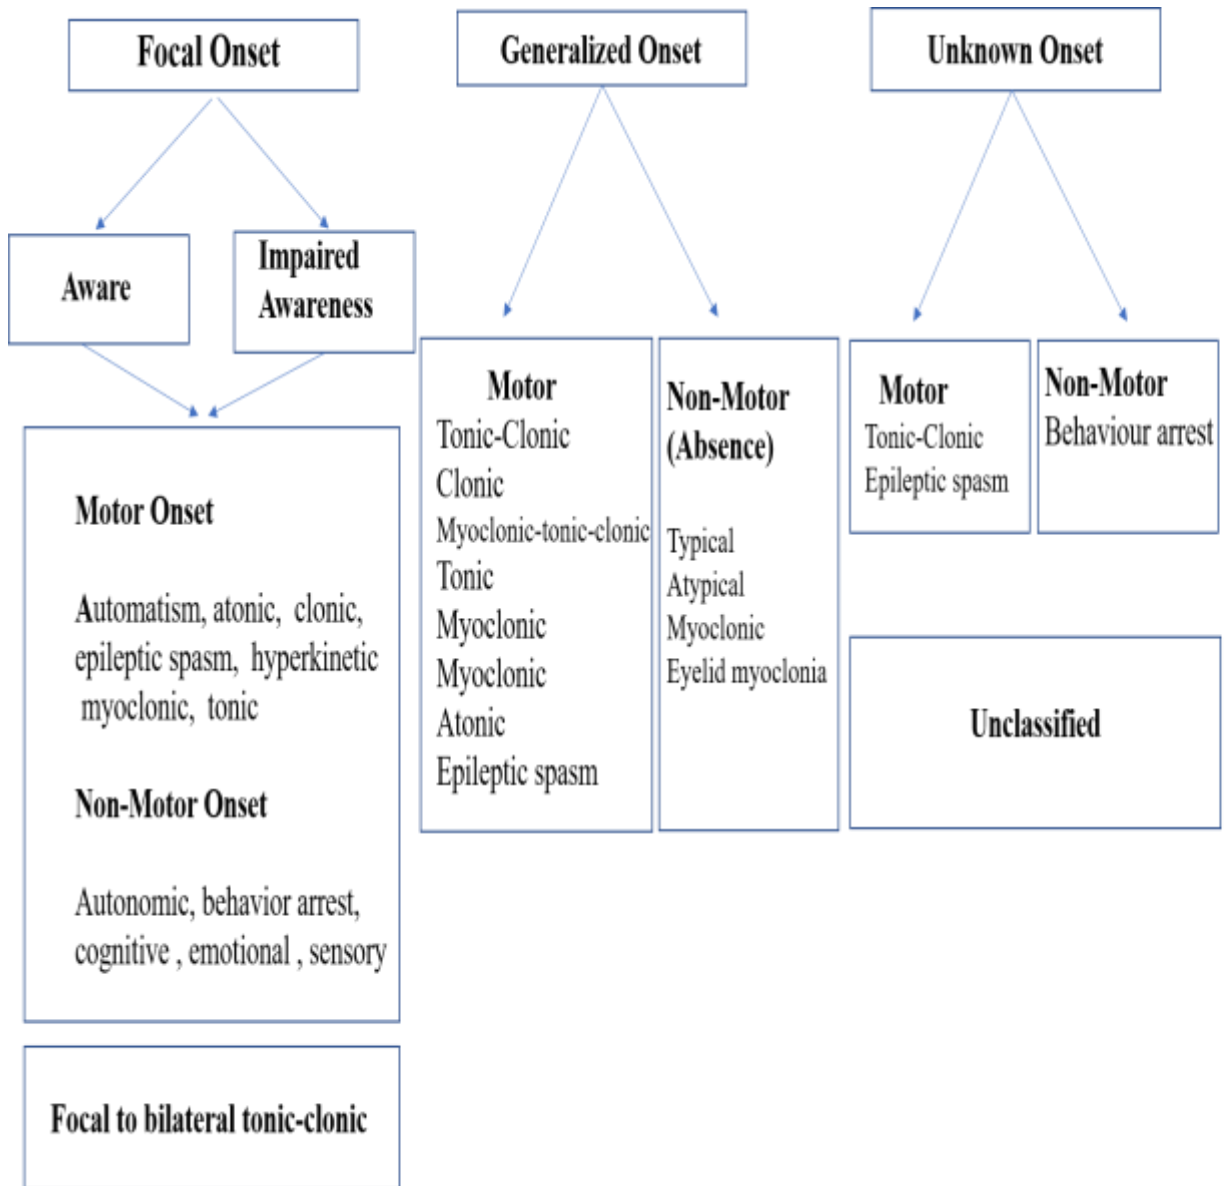 Focal Onset
Aware
Impaired
Awareness
Motor Onset
Automatism, atonic, clonic,
epileptic spasm, hyperkinetic
myoclonic, tonic
Non-Motor Onset
Autonomic, behavior arrest,
cognitive , emotional , sensory
Focal to bilateral tonic-clonic
Generalized Onset
Motor
Tonic-Clonic
Clonic
Myoclonic-tonic-clonic
Tonic
Myoclonic
Myoclonic
Atonic
Epileptic spasm
Non-Motor
(Absence)
Typical
Atypical
Myoclonic
Eyelid myoclonia
Unknown Onset
Motor
Tonic-Clonic
Epileptic spasm
Non-Motor
Behaviour arrest
Unclassified